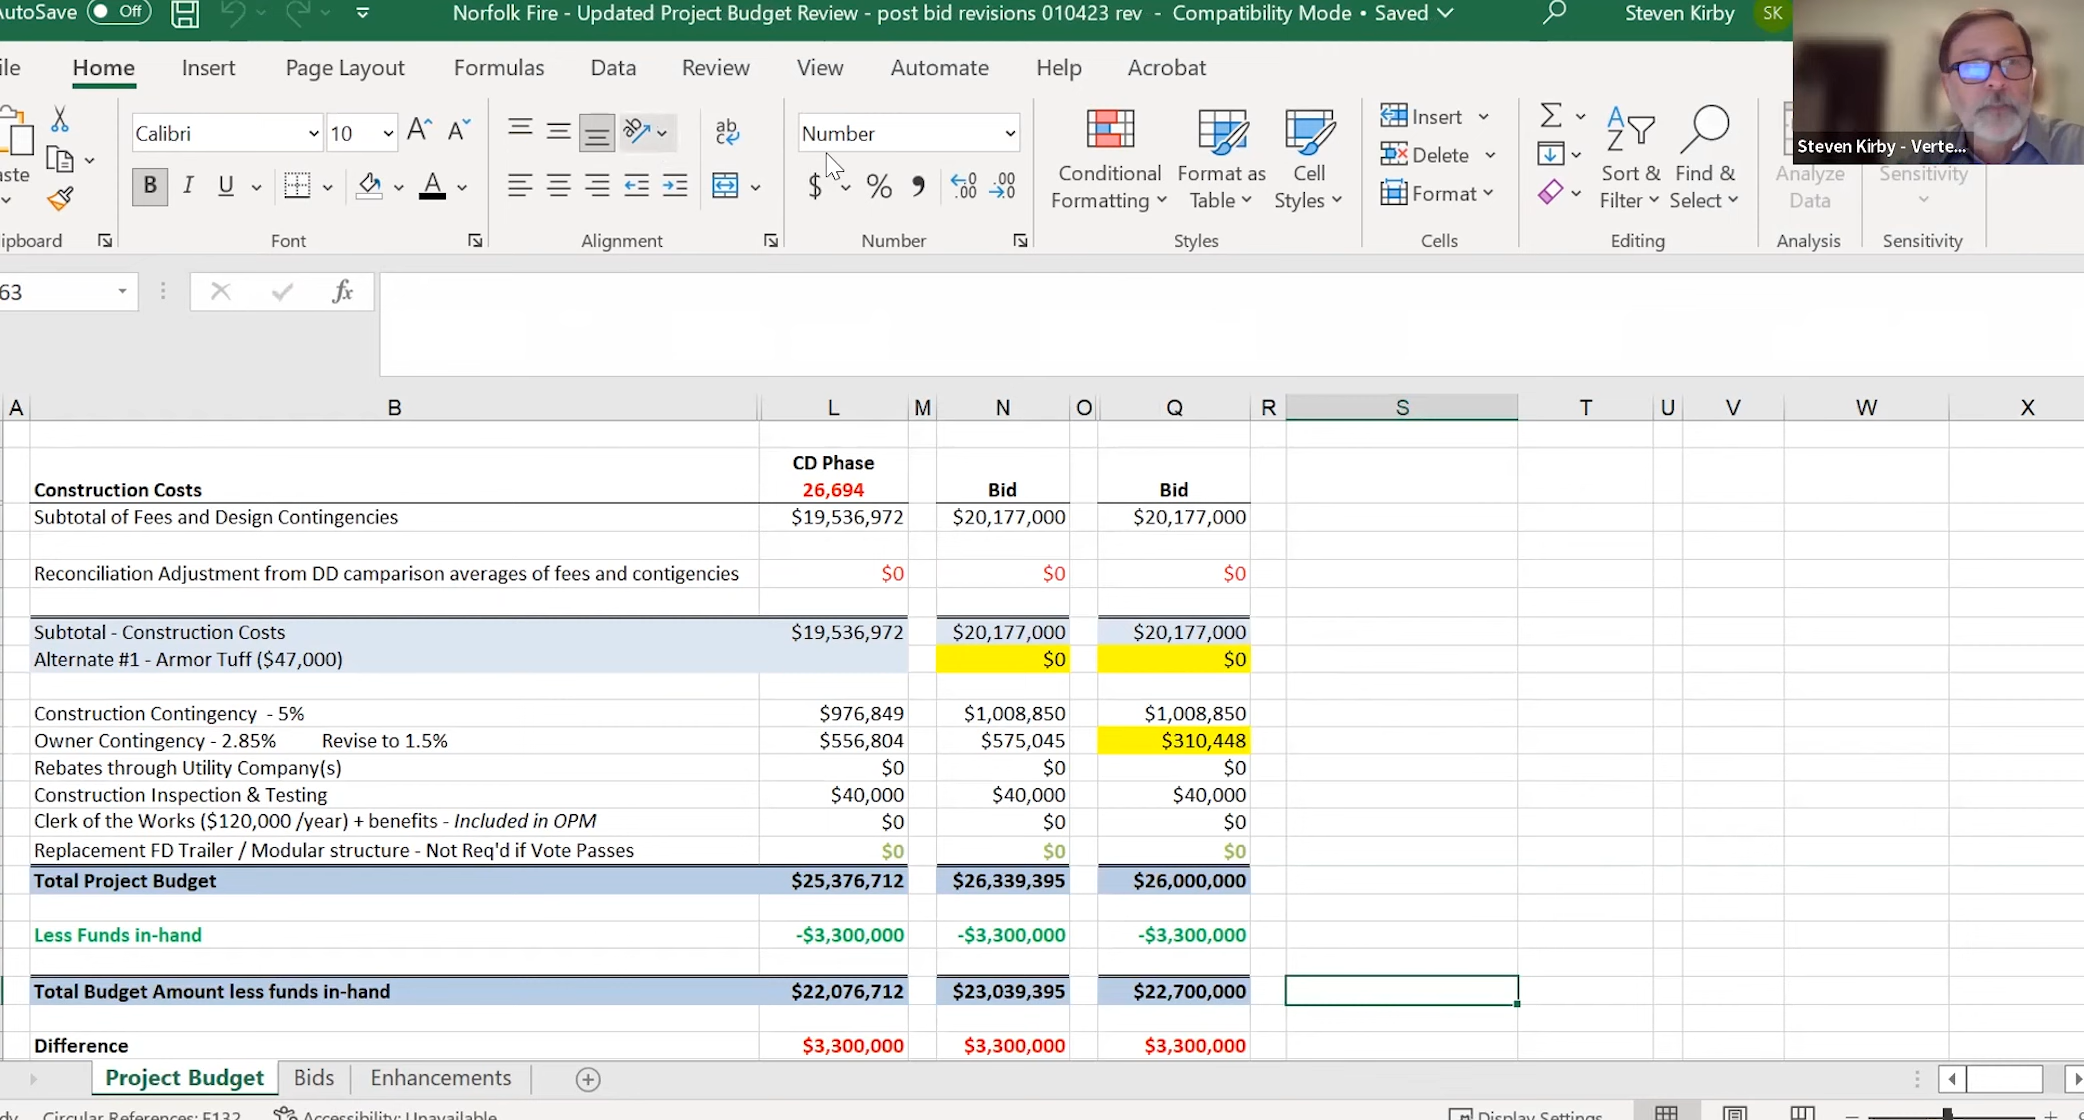 AutoSave Off Norfolk Fire - Updated Project Budget Review - post bid revisions 010423 rev - Compatibility Mode • Saved Steven Kirby SK
ile Home Insert Page Layout Formulas Data Review View Automate Help Acrobat
Steven Kirby - Verte...
Calibri 10 A A ab Number
B I U A $ % , .00 .00
aste
Conditional Formatting
Format as Table
Cell Styles
Insert
Delete
Format
Sort & Filter
Find & Select
Analyze Data
Sensitivity
ipboard Font Alignment Number Styles Cells Editing Analysis Sensitivity
63 fx
A B L M N O Q R S T U V W X
CD Phase
Construction Costs 26,694 Bid Bid
Subtotal of Fees and Design Contingencies $19,536,972 $20,177,000 $20,177,000
Reconciliation Adjustment from DD camparison averages of fees and contigencies $0 $0 $0
Subtotal - Construction Costs $19,536,972 $20,177,000 $20,177,000
Alternate #1 - Armor Tuff ($47,000) $0 $0
Construction Contingency - 5% $976,849 $1,008,850 $1,008,850
Owner Contingency - 2.85% Revise to 1.5% $556,804 $575,045 $310,448
Rebates through Utility Company(s) $0 $0 $0
Construction Inspection & Testing $40,000 $40,000 $40,000
Clerk of the Works ($120,000 /year) + benefits - Included in OPM $0 $0 $0
Replacement FD Trailer / Modular structure - Not Req'd if Vote Passes $0 $0 $0
Total Project Budget $25,376,712 $26,339,395 $26,000,000
Less Funds in-hand -$3,300,000 -$3,300,000 -$3,300,000
Total Budget Amount less funds in-hand $22,076,712 $23,039,395 $22,700,000
Difference $3,300,000 $3,300,000 $3,300,000
Project Budget Bids Enhancements
Circular References: F132 Accessibility: Unavailable Display Settings